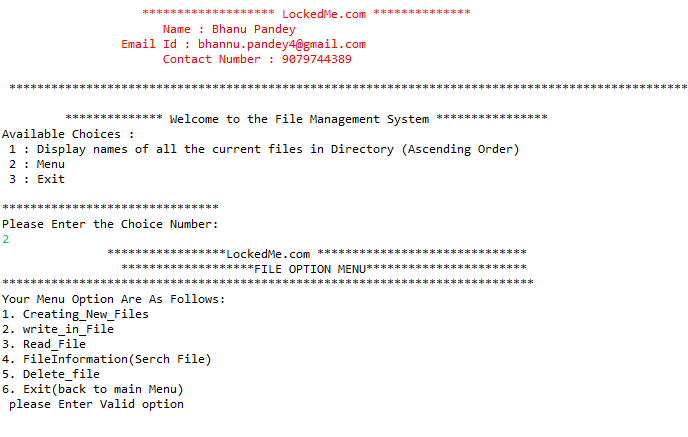 ******************* LockedMe.com **************
Name : Bhanu Pandey
Email Id : bhannu.pandey4@gmail.com
Contact Number : 9079744389
*************************************************************************************************
************** Welcome to the File Management System ****************
Available Choices :
1 : Display names of all the current files in Directory (Ascending Order)
2 : Menu
3 : Exit
*******************************
Please Enter the Choice Number:
2
*****************LockedMe.com ******************************
*******************FILE OPTION MENU***********************
****************************************************************************
Your Menu Option Are As Follows:
1. Creating_New_Files
2. write_in_File
3. Read_File
4. FileInformation(Serch File)
5. Delete_file
6. Exit(back to main Menu)
please Enter Valid option